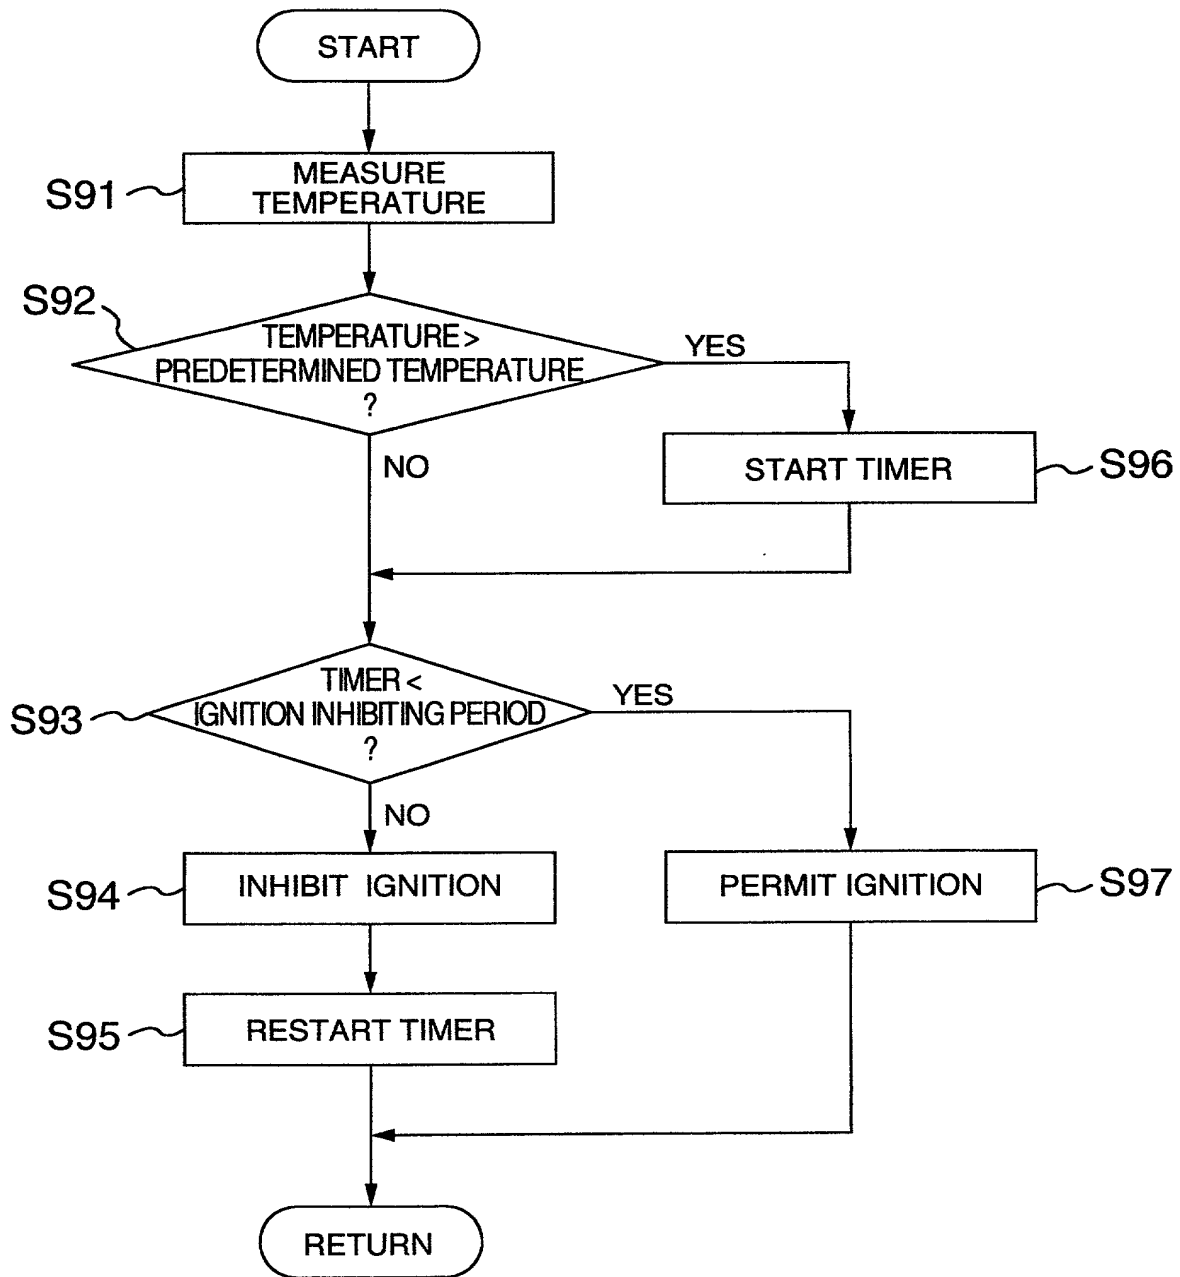 START
S91
MEASURE
TEMPERATURE
S92
TEMPERATURE >
PREDETERMINED TEMPERATURE
?
YES
NO
START TIMER
S96
S93
TIMER <
IGNITION INHIBITING PERIOD
?
YES
NO
S94
INHIBIT IGNITION
PERMIT IGNITION
S97
S95
RESTART TIMER
RETURN